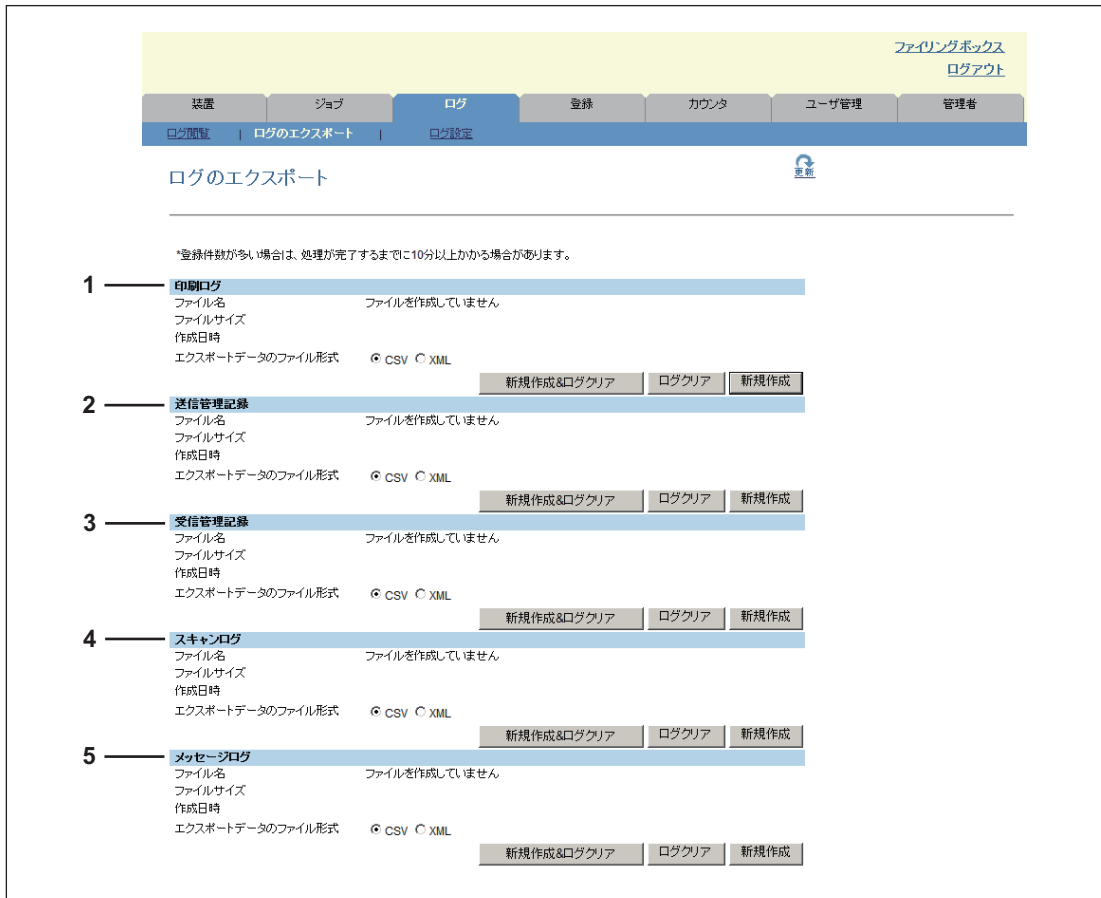 ファイリングボックス
ログアウト
装置 ジョブ ログ 登録 カウンタ ユーザ管理 管理者
ログ閲覧 | ログのエクスポート | ログ設定
ログのエクスポート 更新
*登録件数が多い場合は、処理が完了するまでに10分以上かかる場合があります。
1 印刷ログ
ファイル名 ファイルを作成していません
ファイルサイズ
作成日時
エクスポートデータのファイル形式 CSV XML
新規作成&ログクリア ログクリア 新規作成
2 送信管理記録
ファイル名 ファイルを作成していません
ファイルサイズ
作成日時
エクスポートデータのファイル形式 CSV XML
新規作成&ログクリア ログクリア 新規作成
3 受信管理記録
ファイル名 ファイルを作成していません
ファイルサイズ
作成日時
エクスポートデータのファイル形式 CSV XML
新規作成&ログクリア ログクリア 新規作成
4 スキャンログ
ファイル名 ファイルを作成していません
ファイルサイズ
作成日時
エクスポートデータのファイル形式 CSV XML
新規作成&ログクリア ログクリア 新規作成
5 メッセージログ
ファイル名 ファイルを作成していません
ファイルサイズ
作成日時
エクスポートデータのファイル形式 CSV XML
新規作成&ログクリア ログクリア 新規作成